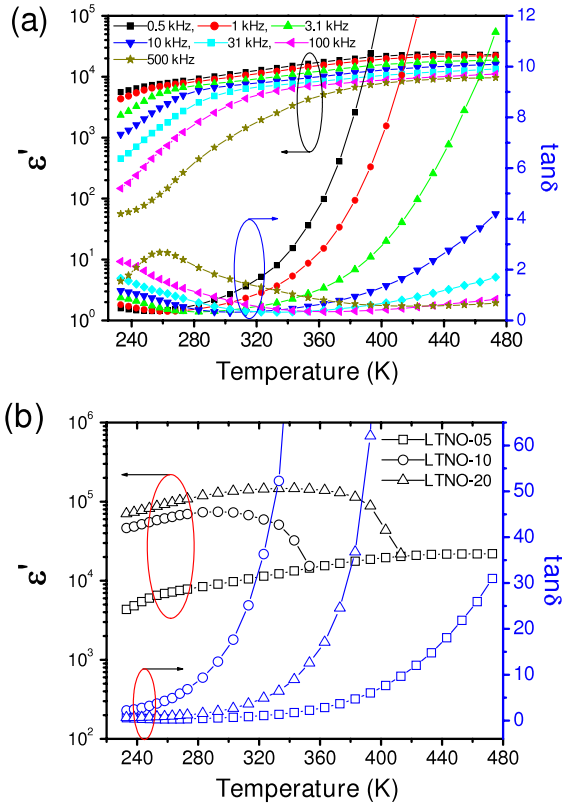 (a)
0.5 kHz, 1 kHz, 3.1 kHz
10 kHz, 31 kHz, 100 kHz
500 kHz
10^5
10^4
10^3
10^2
10^1
10^0
ε'
12
10
8
6
4
2
0
tanδ
240 280 320 360 400 440 480
Temperature (K)
(b)
LTNO-05
LTNO-10
LTNO-20
10^6
10^5
10^4
10^3
10^2
ε'
60
50
40
30
20
10
0
tanδ
240 280 320 360 400 440 480
Temperature (K)